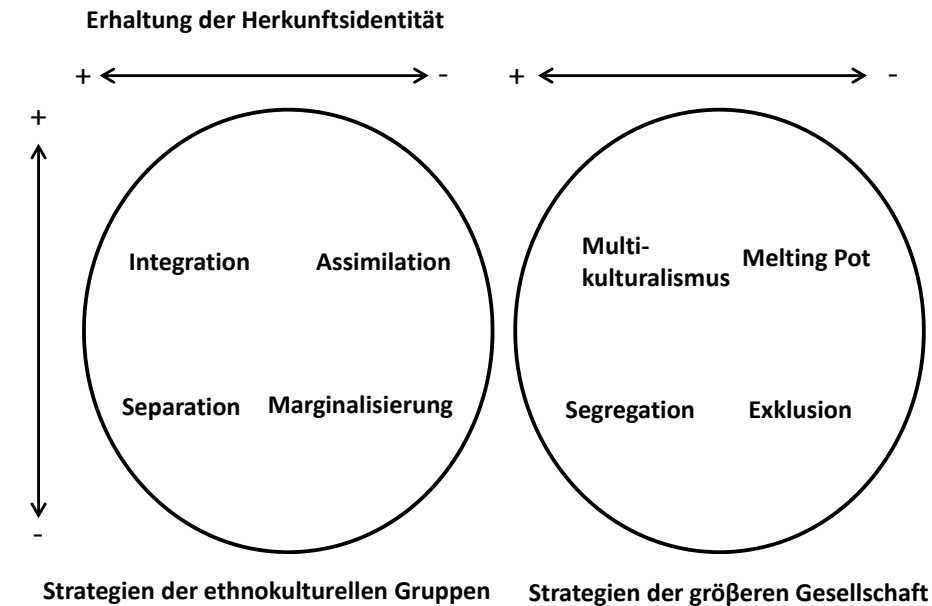 Erhaltung der Herkunftsidentität
+ - + -
+
Integration Assimilation
Multi-
kulturalismus
Melting Pot
Separation Marginalisierung
Segregation Exklusion
-
Strategien der ethnokulturellen Gruppen
Strategien der größeren Gesellschaft